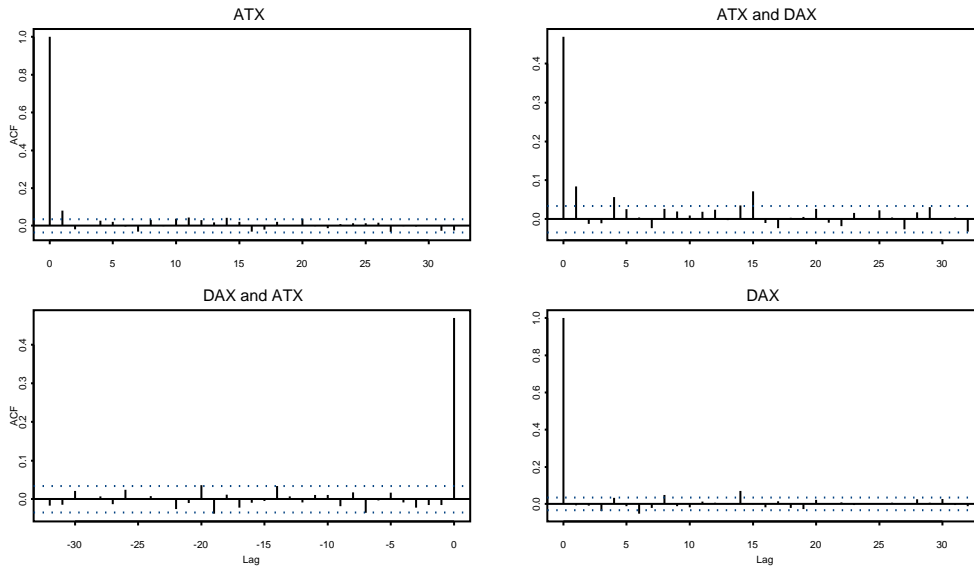 ATX
ATX and DAX
ACF
0.0 0.2 0.4 0.6 0.8 1.0
0 5 10 15 20 25 30
0.0 0.1 0.2 0.3 0.4
0 5 10 15 20 25 30
DAX and ATX
DAX
ACF
0.0 0.1 0.2 0.3 0.4
-30 -25 -20 -15 -10 -5 0
Lag
0.0 0.2 0.4 0.6 0.8 1.0
0 5 10 15 20 25 30
Lag